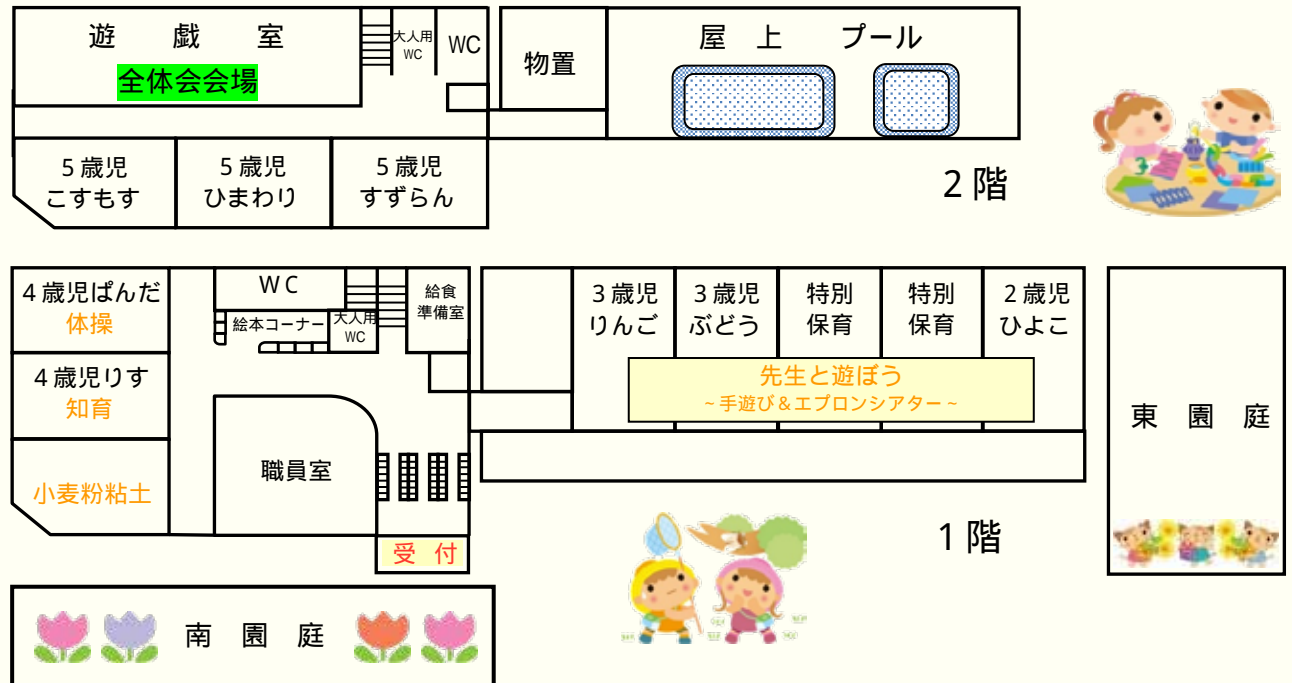 遊 戯 室
全体会会場
大人用
WC
WC
物置
屋 上 プール
5歳児
こすもす
5歳児
ひまわり
5歳児
すずらん
2階
4歳児ぱんだ
体操
4歳児りす
知育
小麦粉粘土
WC
絵本コーナー
大人用
WC
給食
準備室
職員室
受 付
3歳児
りんご
3歳児
ぶどう
特別
保育
特別
保育
2歳児
ひよこ
先生と遊ぼう
~手遊び&エプロンシアター~
1階
東 園 庭
南 園 庭